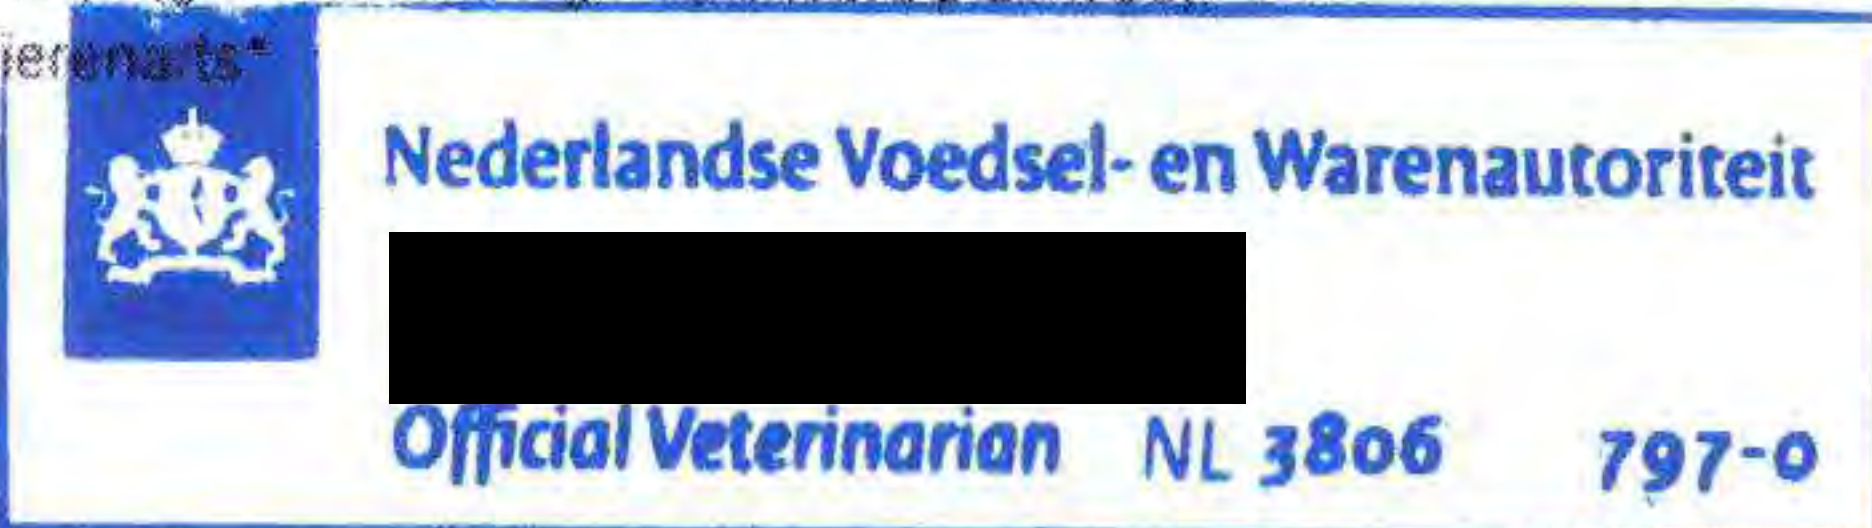 Nederlandse Voedsel- en Warenautoriteit
Official Veterinarian NL 3806 797-0